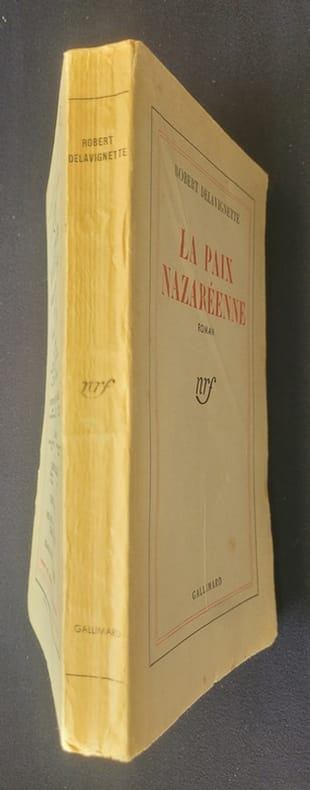 ROBERT
DELAVIGNETTE
nrf
GALLIMARD
ROBERT DELAVIGNETTE
LA PAIX
NAZARÉENNE
ROMAN
nrf
GALLIMARD